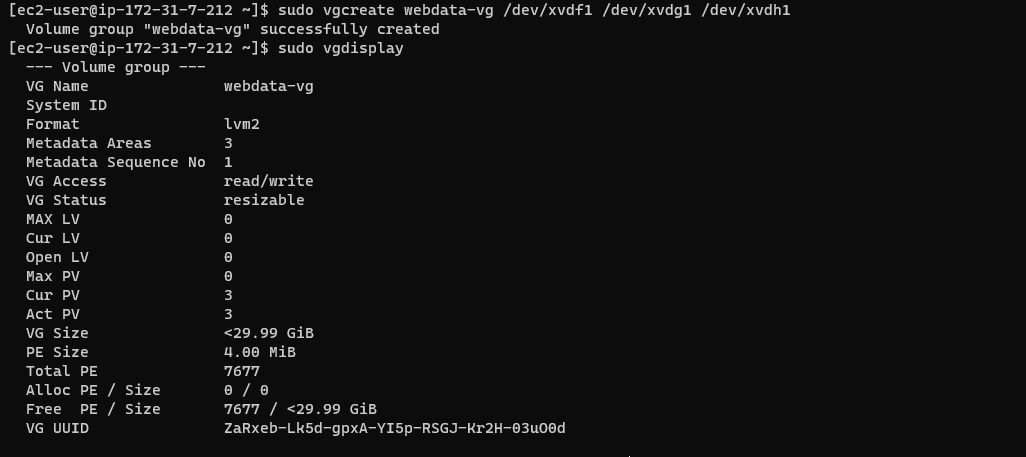 [ec2-user@ip-172-31-7-212 ~]$ sudo vgcreate webdata-vg /dev/xvdf1 /dev/xvdg1 /dev/xvdh1
  Volume group "webdata-vg" successfully created
[ec2-user@ip-172-31-7-212 ~]$ sudo vgdisplay
  --- Volume group ---
  VG Name               webdata-vg
  System ID
  Format                lvm2
  Metadata Areas        3
  Metadata Sequence No  1
  VG Access             read/write
  VG Status             resizable
  MAX LV                0
  Cur LV                0
  Open LV               0
  Max PV                0
  Cur PV                3
  Act PV                3
  VG Size               <29.99 GiB
  PE Size               4.00 MiB
  Total PE              7677
  Alloc PE / Size       0 / 0
  Free  PE / Size       7677 / <29.99 GiB
  VG UUID               ZaRxeb-Lk5d-gpxA-YI5p-RSGJ-Kr2H-03uO0d